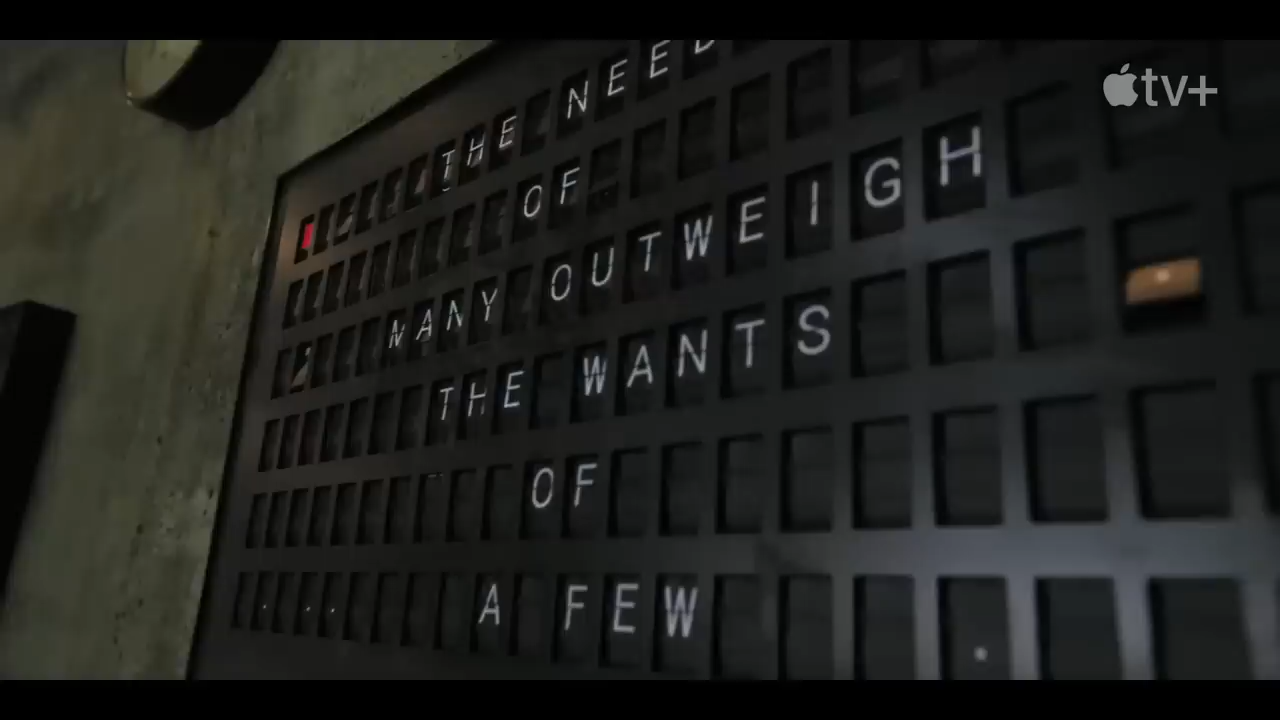 tv+
THE NEED
OF
MANY OUTWEIGH
THE WANTS
OF
A FEW